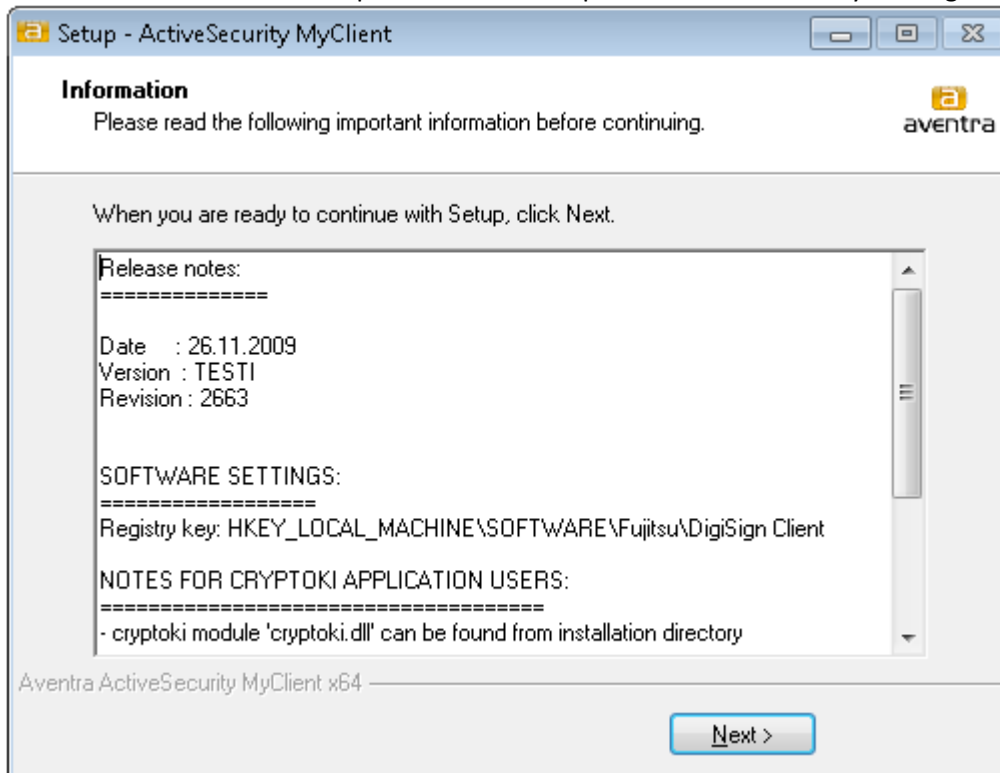 Setup - ActiveSecurity MyClient
Information
Please read the following important information before continuing.
aventra
When you are ready to continue with Setup, click Next.
Release notes:
==============
Date : 26.11.2009
Version : TESTI
Revision : 2663
SOFTWARE SETTINGS:
==================
Registry key: HKEY_LOCAL_MACHINE\SOFTWARE\Fujitsu\DigiSign Client
NOTES FOR CRYPTOKI APPLICATION USERS:
=====================================
- cryptoki module 'cryptoki.dll' can be found from installation directory
Aventra ActiveSecurity MyClient x64
Next >